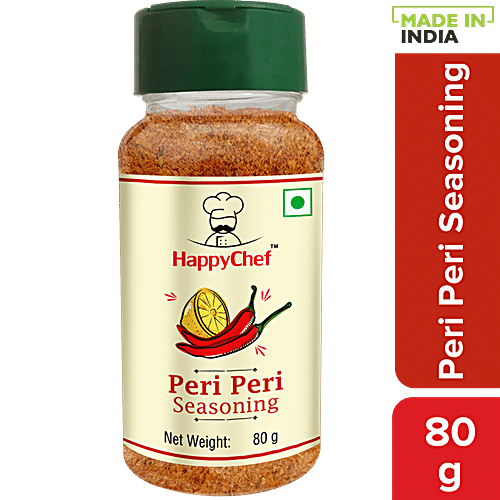 MADE IN
INDIA
HappyChef™
Peri Peri
Seasoning
Net Weight: 80 g
Peri Peri Seasoning
80
g